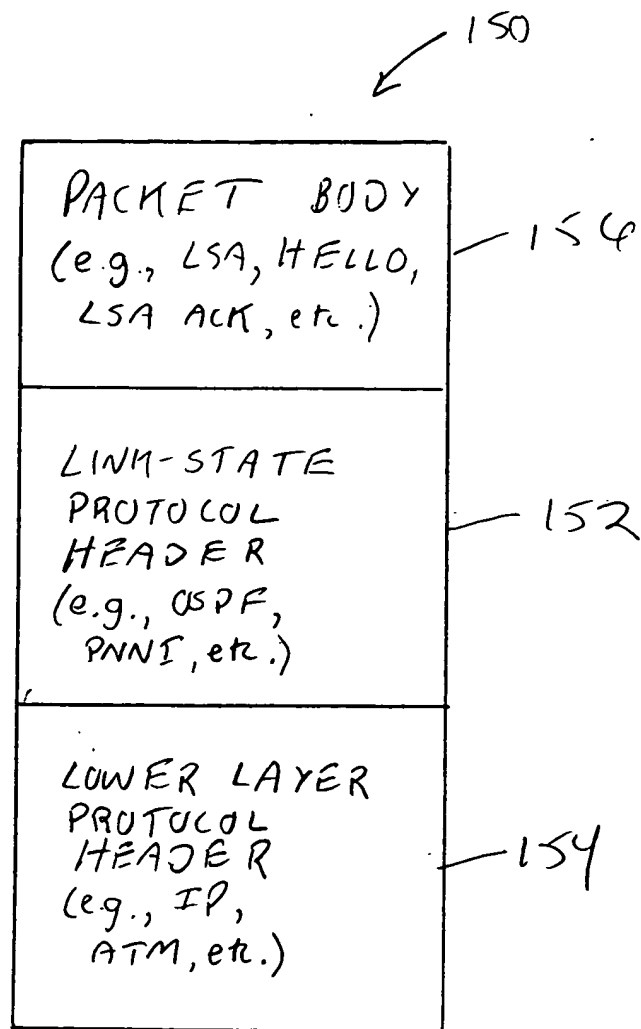 150
PACKET BODY
(e.g., LSA, HELLO,
LSA ACK, etc.)
156
LINK-STATE
PROTOCOL
HEADER
(e.g., OSPF,
PNNI, etc.)
152
LOWER LAYER
PROTOCOL
HEADER
(e.g., IP,
ATM, etc.)
154